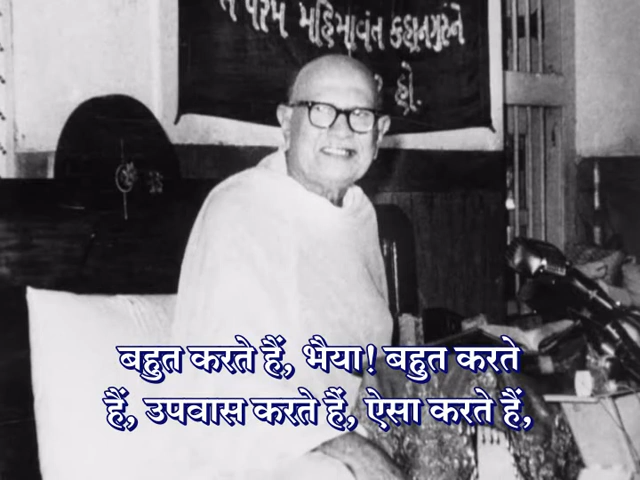 પરમ મહિમાવંત કહાનગુરુને
હો.
बहुत करते हैं, भैया! बहुत करते
हैं, उपवास करते हैं, ऐसा करते हैं,